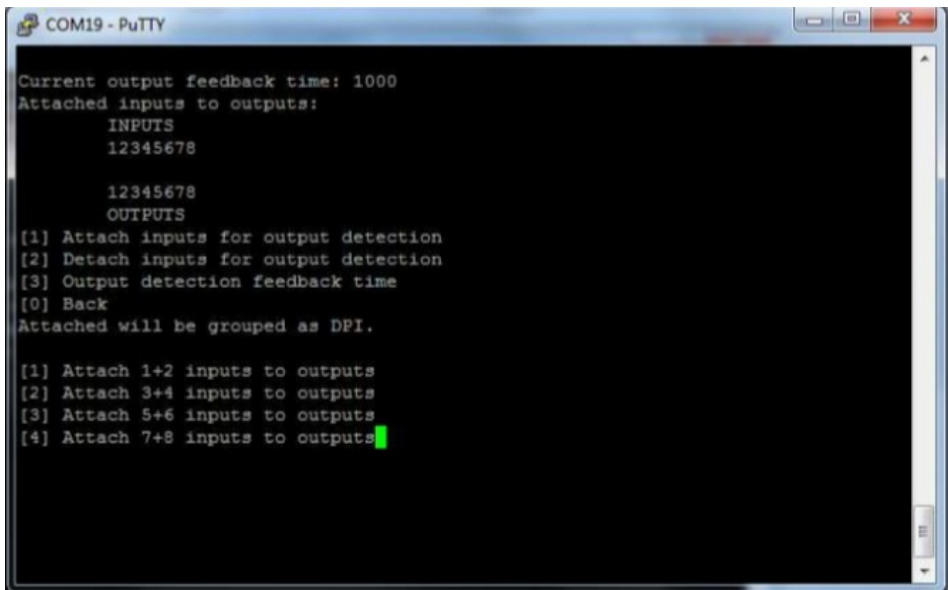 COM19 - PuTTY
Current output feedback time: 1000
Attached inputs to outputs:
INPUTS
12345678
12345678
OUTPUTS
[1] Attach inputs for output detection
[2] Detach inputs for output detection
[3] Output detection feedback time
[0] Back
Attached will be grouped as DPI.
[1] Attach 1+2 inputs to outputs
[2] Attach 3+4 inputs to outputs
[3] Attach 5+6 inputs to outputs
[4] Attach 7+8 inputs to outputs